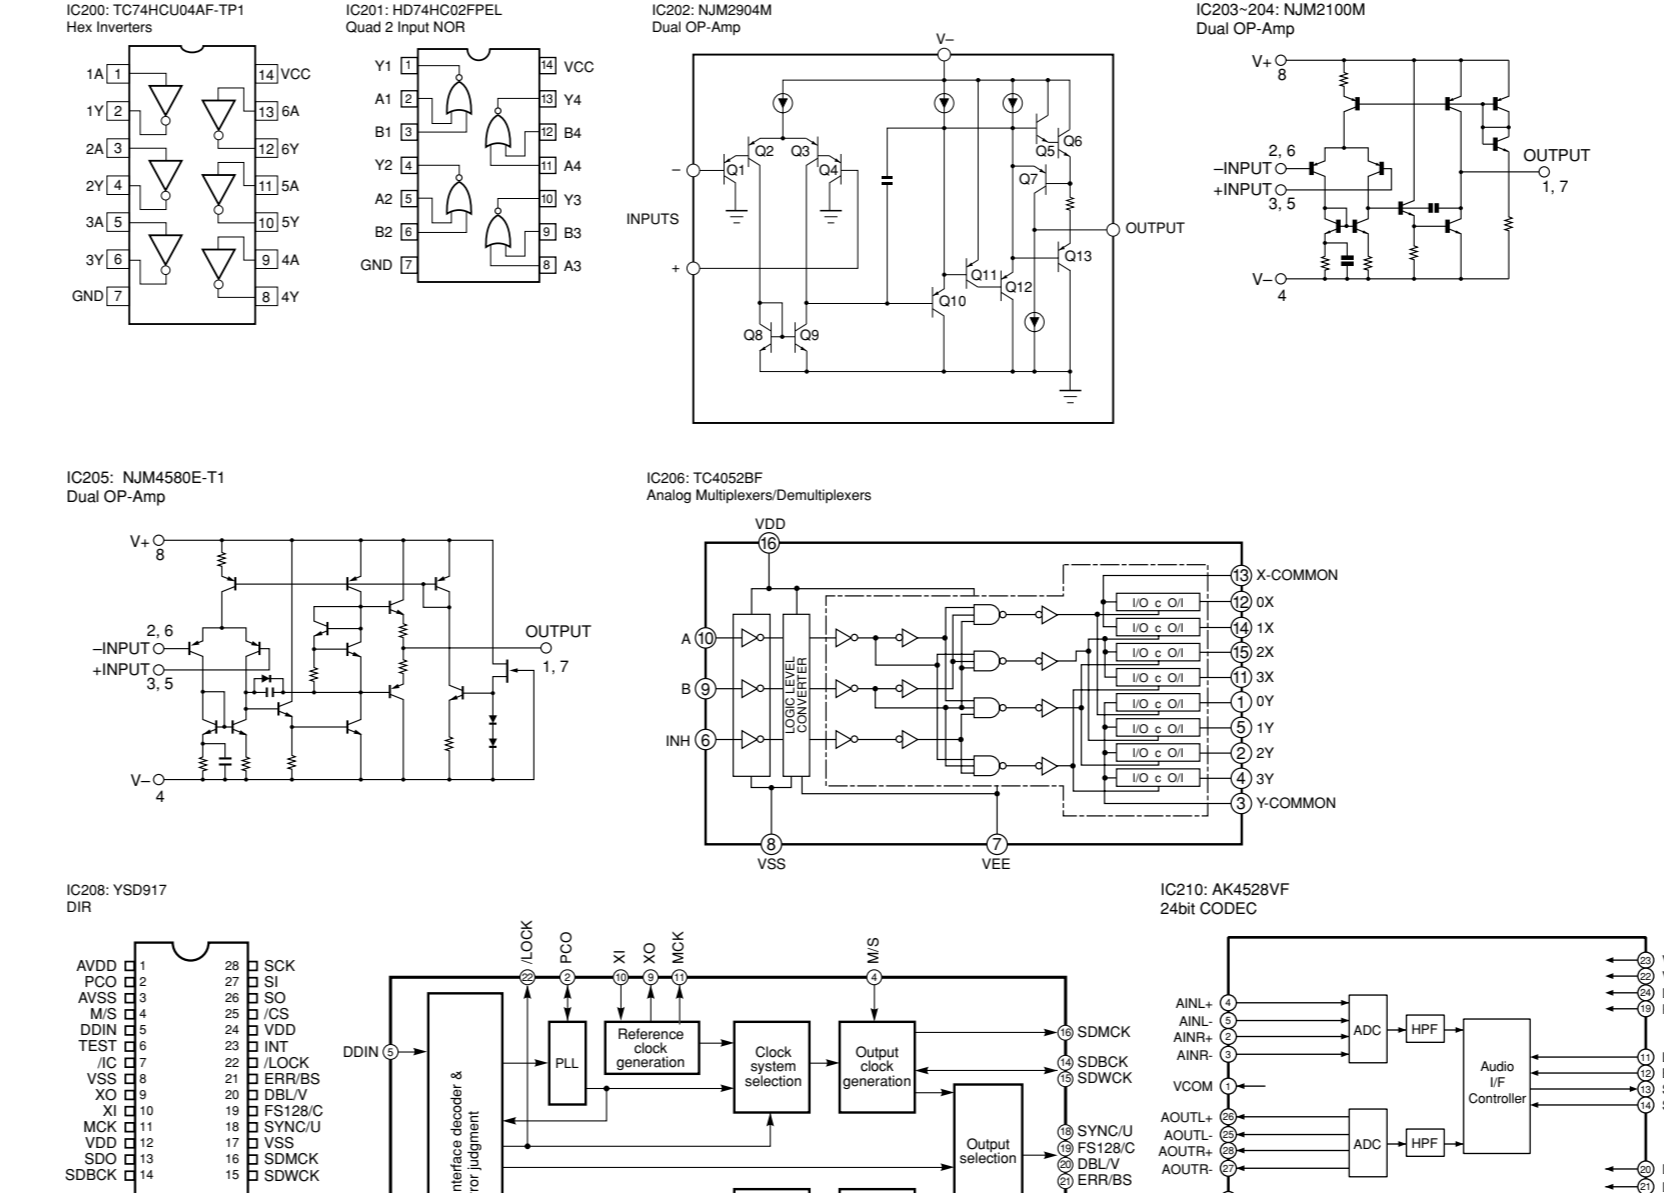 IC200: TC74HCU04AF-TP1
Hex Inverters
1A 1
1Y 2
2A 3
2Y 4
3A 5
3Y 6
GND 7
14 VCC
13 6A
12 6Y
11 5A
10 5Y
9 4A
8 4Y
IC201: HD74HC02FPEL
Quad 2 Input NOR
Y1 1
A1 2
B1 3
Y2 4
A2 5
B2 6
GND 7
14 VCC
13 Y4
12 B4
11 A4
10 Y3
9 B3
8 A3
IC202: NJM2904M
Dual OP-Amp
V–
Q2 Q3
Q1 Q4
Q5 Q6
Q7
–
INPUTS
+
OUTPUT
Q13
Q11
Q12
Q10
Q8 Q9
IC203~204: NJM2100M
Dual OP-Amp
V+
8
2, 6
–INPUT
+INPUT
3, 5
OUTPUT
1, 7
V–
4
IC205: NJM4580E-T1
Dual OP-Amp
V+
8
2, 6
–INPUT
+INPUT
3, 5
OUTPUT
1, 7
V–
4
IC206: TC4052BF
Analog Multiplexers/Demultiplexers
VDD
16
A 10
B 9
INH 6
LOGIC LEVEL
CONVERTER
13 X-COMMON
I/O c O/I 12 0X
I/O c O/I 14 1X
I/O c O/I 15 2X
I/O c O/I 11 3X
I/O c O/I 1 0Y
I/O c O/I 5 1Y
I/O c O/I 2 2Y
I/O c O/I 4 3Y
3 Y-COMMON
8
VSS
7
VEE
IC208: YSD917
DIR
AVDD 1
PCO 2
AVSS 3
M/S 4
DDIN 5
TEST 6
/IC 7
VSS 8
XO 9
XI 10
MCK 11
VDD 12
SDO 13
SDBCK 14
28 SCK
27 SI
26 SO
25 /CS
24 VDD
23 INT
22 /LOCK
21 ERR/BS
20 DBL/V
19 FS128/C
18 SYNC/U
17 VSS
16 SDMCK
15 SDWCK
/LOCK
PCO
XI
XO
MCK
M/S
22
2
10
9
11
4
DDIN 5
PLL
Reference
clock
generation
Clock
system
selection
Output
clock
generation
Output
selection
16 SDMCK
14 SDBCK
15 SDWCK
18 SYNC/U
19 FS128/C
20 DBL/V
21 ERR/BS
IC210: AK4528VF
24bit CODEC
AINL+ 4
AINL- 5
AINR+ 2
AINR- 3
VCOM 1
AOUTL+ 26
AOUTL- 25
AOUTR+ 28
AOUTR- 27
ADC
HPF
ADC
HPF
Audio
I/F
Controller
23
22
24
19
11
12
13
14
20
21